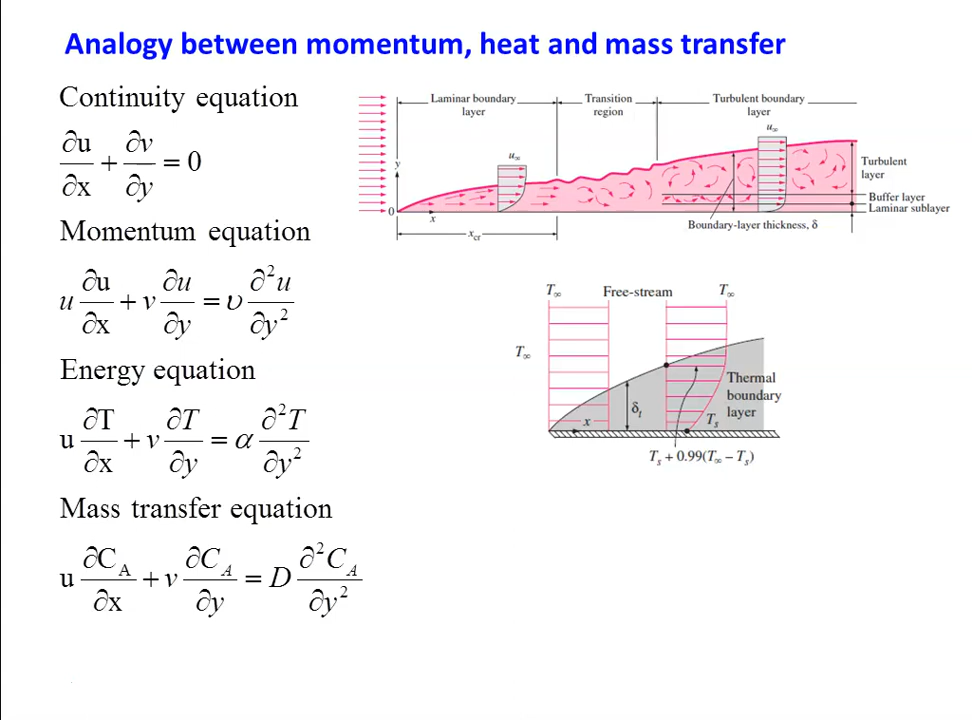 Analogy between momentum, heat and mass transfer
Continuity equation
∂u/∂x + ∂v/∂y = 0
Momentum equation
u ∂u/∂x + v ∂u/∂y = υ ∂²u/∂y²
Energy equation
u ∂T/∂x + v ∂T/∂y = α ∂²T/∂y²
Mass transfer equation
u ∂C_A/∂x + v ∂C_A/∂y = D ∂²C_A/∂y²
Laminar boundary
layer
Transition
region
Turbulent boundary
layer
u∞
u∞
y
Turbulent
layer
Buffer layer
Laminar sublayer
0
x
Boundary-layer thickness, δ
x_cr
T∞
Free-stream
T∞
T∞
Thermal
boundary
layer
δ_t
x
T_s
T_s + 0.99(T∞ – T_s)